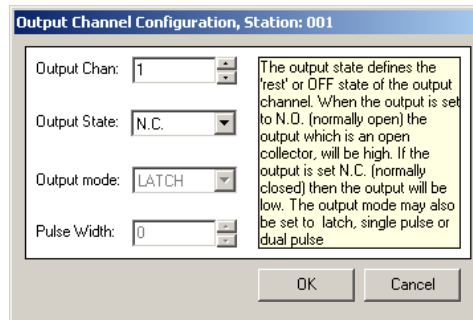 Output Channel Configuration, Station: 001
Output Chan: 1
Output State: N.C.
Output mode: LATCH
Pulse Width: 0
The output state defines the
'rest' or OFF state of the output
channel. When the output is set
to N.O. (normally open) the
output which is an open
collector, will be high. If the
output is set N.C. (normally
closed) then the output will be
low. The output mode may also
be set to latch, single pulse or
dual pulse
OK Cancel